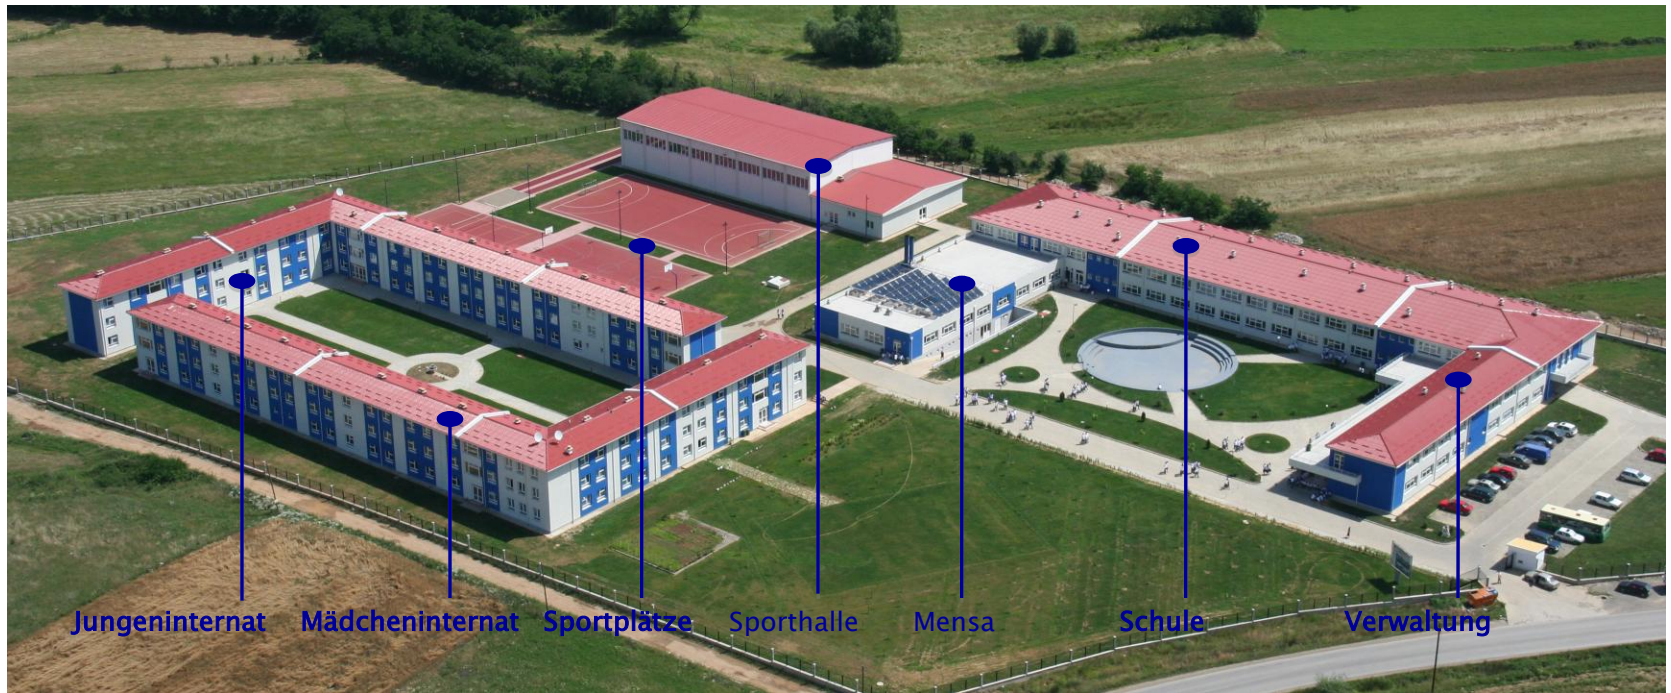 Jungeninternat
Mädcheninternat
Sportplätze
Sporthalle
Mensa
Schule
Verwaltung